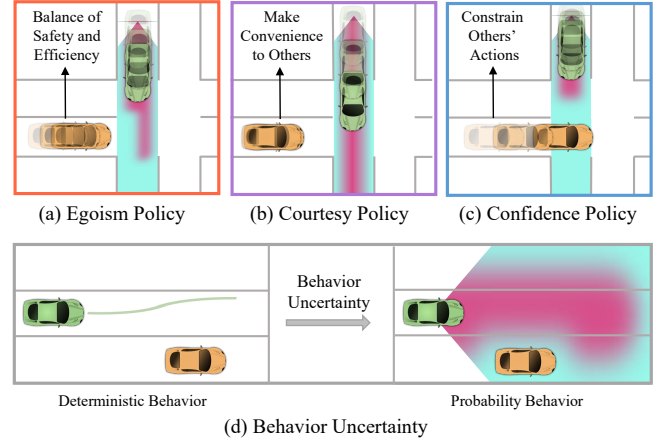 Balance of
Safety and
Efficiency
Make
Convenience
to Others
Constrain
Others'
Actions
(a) Egoism Policy
(b) Courtesy Policy
(c) Confidence Policy
Behavior
Uncertainty
Deterministic Behavior
Probability Behavior
(d) Behavior Uncertainty